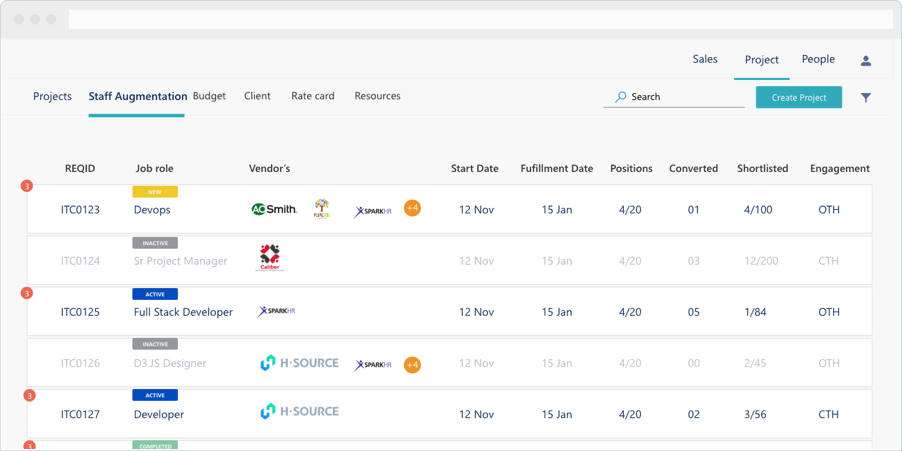 Sales Project People
Projects Staff Augmentation Budget Client Rate card Resources Search Create Project
REQID Job role Vendor's Start Date Fufillment Date Positions Converted Shortlisted Engagement
3
NEW
ITC0123 Devops AO Smith. SPARKHR +4 12 Nov 15 Jan 4/20 01 4/100 OTH
INACTIVE
ITC0124 Sr Project Manager Caliber 12 Nov 15 Jan 4/20 03 12/200 CTH
3
ACTIVE
ITC0125 Full Stack Developer SPARKHR 12 Nov 15 Jan 4/20 05 1/84 OTH
INACTIVE
ITC0126 D3.JS Designer H·SOURCE SPARKHR +4 12 Nov 15 Jan 4/20 00 2/45 OTH
3
ACTIVE
ITC0127 Developer H·SOURCE 12 Nov 15 Jan 4/20 02 3/56 CTH
3
COMPLETED